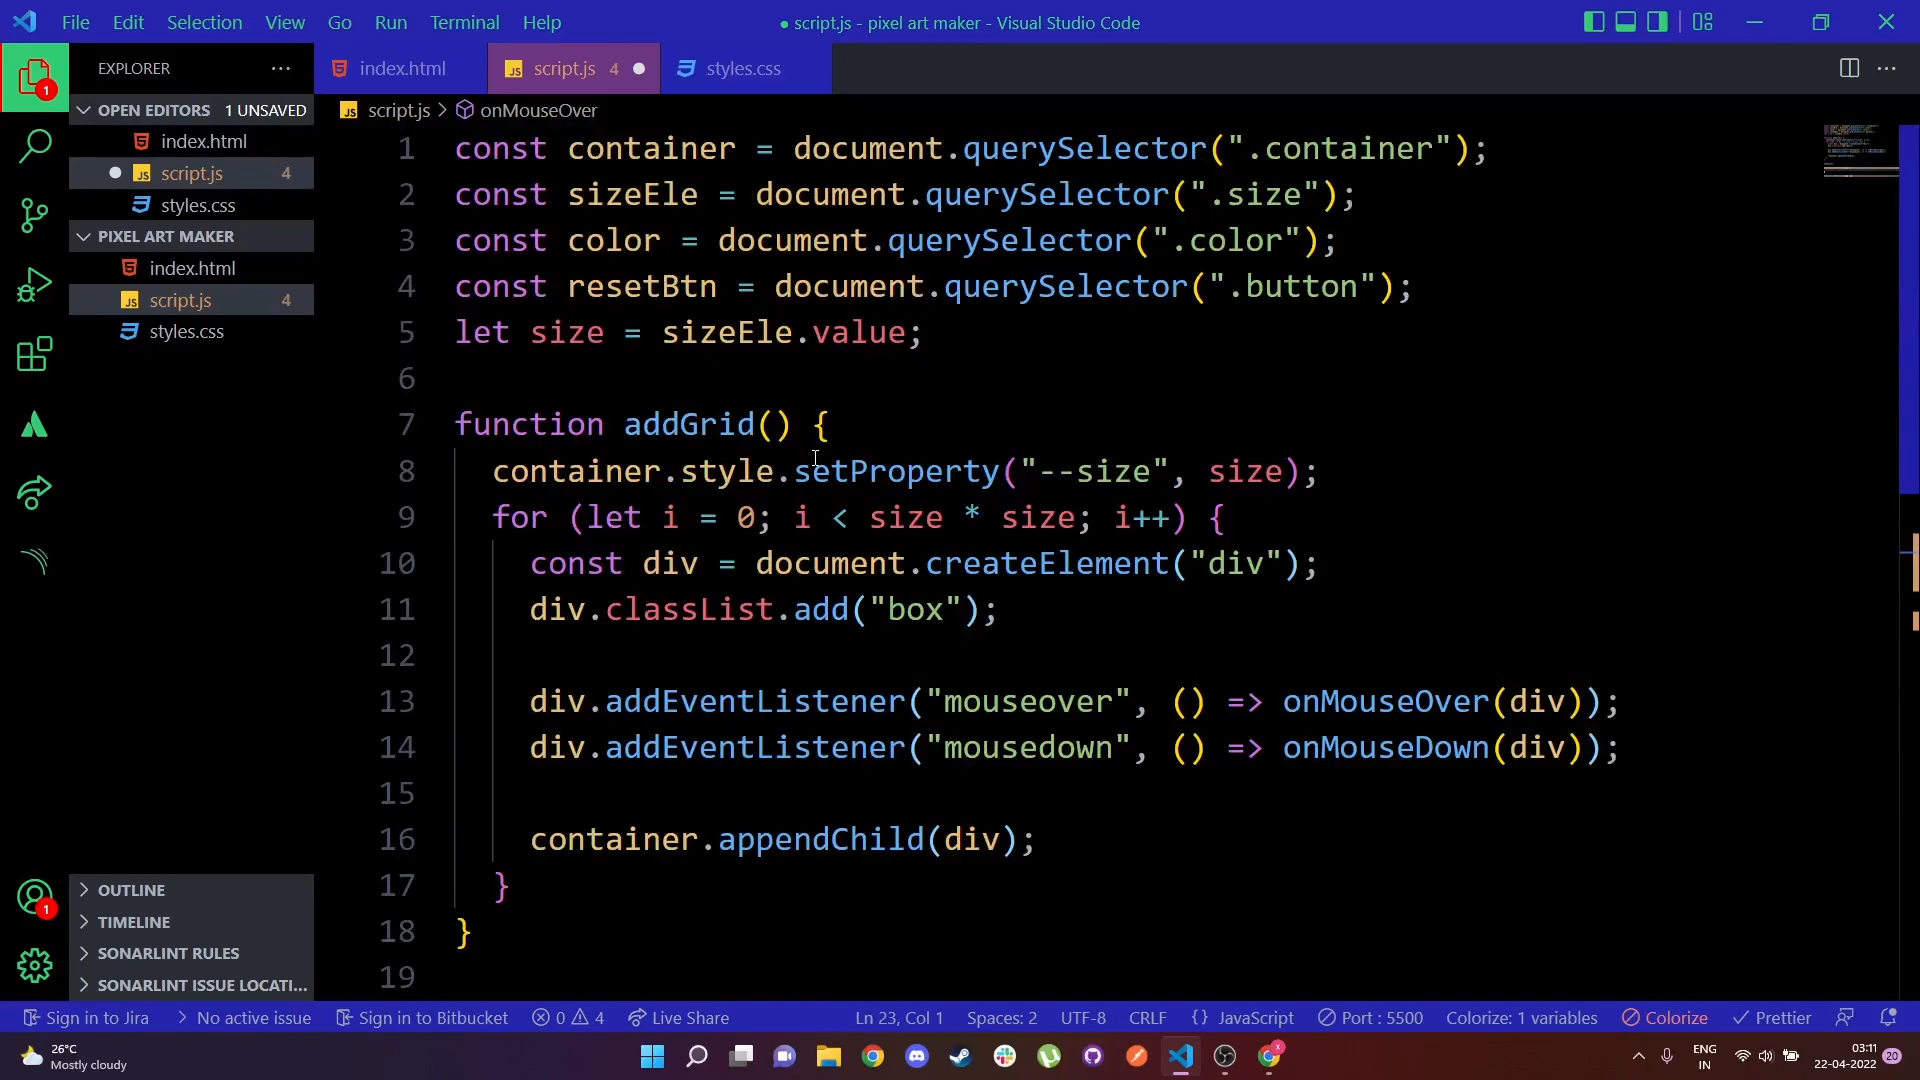 File Edit Selection View Go Run Terminal Help
● script.js - pixel art maker - Visual Studio Code
EXPLORER
OPEN EDITORS 1 UNSAVED
index.html
script.js 4
styles.css
PIXEL ART MAKER
index.html
script.js 4
styles.css
OUTLINE
TIMELINE
SONARLINT RULES
SONARLINT ISSUE LOCATI...
1
1
index.html
script.js 4
styles.css
script.js > onMouseOver
1 const container = document.querySelector(".container");
2 const sizeEle = document.querySelector(".size");
3 const color = document.querySelector(".color");
4 const resetBtn = document.querySelector(".button");
5 let size = sizeEle.value;
6
7 function addGrid() {
8 container.style.setProperty("--size", size);
9 for (let i = 0; i < size * size; i++) {
10 const div = document.createElement("div");
11 div.classList.add("box");
12
13 div.addEventListener("mouseover", () => onMouseOver(div));
14 div.addEventListener("mousedown", () => onMouseDown(div));
15
16 container.appendChild(div);
17 }
18 }
19
Sign in to Jira > No active issue Sign in to Bitbucket 0 4 Live Share Ln 23, Col 1 Spaces: 2 UTF-8 CRLF {} JavaScript Port : 5500 Colorize: 1 variables Colorize Prettier
26°C
Mostly cloudy
ENG
IN
03:11
22-04-2022
20